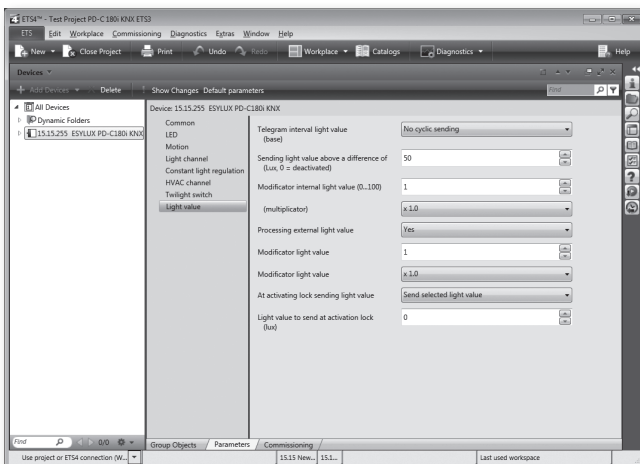 ETS4™ - Test Project PD-C 180i KNX ETS3
ETS Edit Workplace Commissioning Diagnostics Extras Window Help
New Close Project Print Undo Redo Workplace Catalogs Diagnostics Help
Devices
Add Devices Delete Show Changes Default parameters Find
All Devices
Dynamic Folders
15.15.255 ESYLUX PD-C180i KNX
Device: 15.15.255 ESYLUX PD-C180i KNX
Common
LED
Motion
Light channel
Constant light regulation
HVAC channel
Twilight switch
Light value
Telegram interval light value
(base)
No cyclic sending
Sending light value above a difference of
(Lux, 0 = deactivated)
50
Modificator internal light value (0...100)
1
(multiplicator)
x 1.0
Processing external light value
Yes
Modificator light value
1
Modificator light value
x 1.0
At activating lock sending light value
Send selected light value
Light value to send at activation lock
(lux)
0
Find 0/0
Group Objects Parameters Commissioning
Use project or ETS4 connection (W... 15.15 New... 15.1... Last used workspace